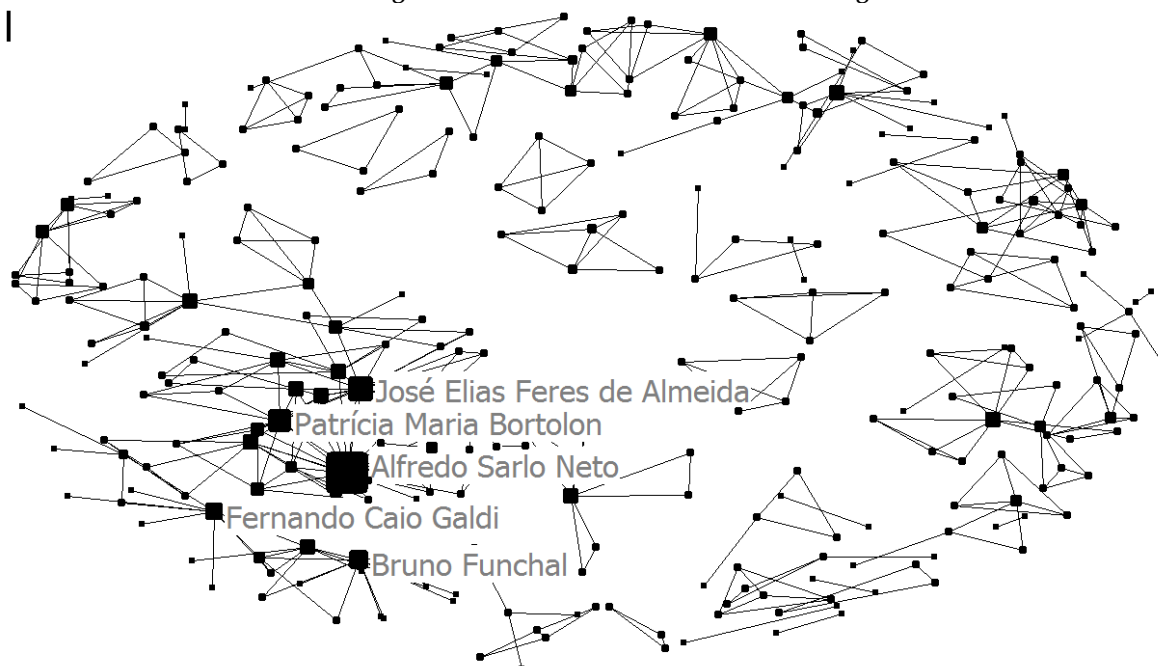 José Elias Feres de Almeida
Patrícia Maria Bortolon
Alfredo Sarlo Neto
Fernando Caio Galdi
Bruno Funchal